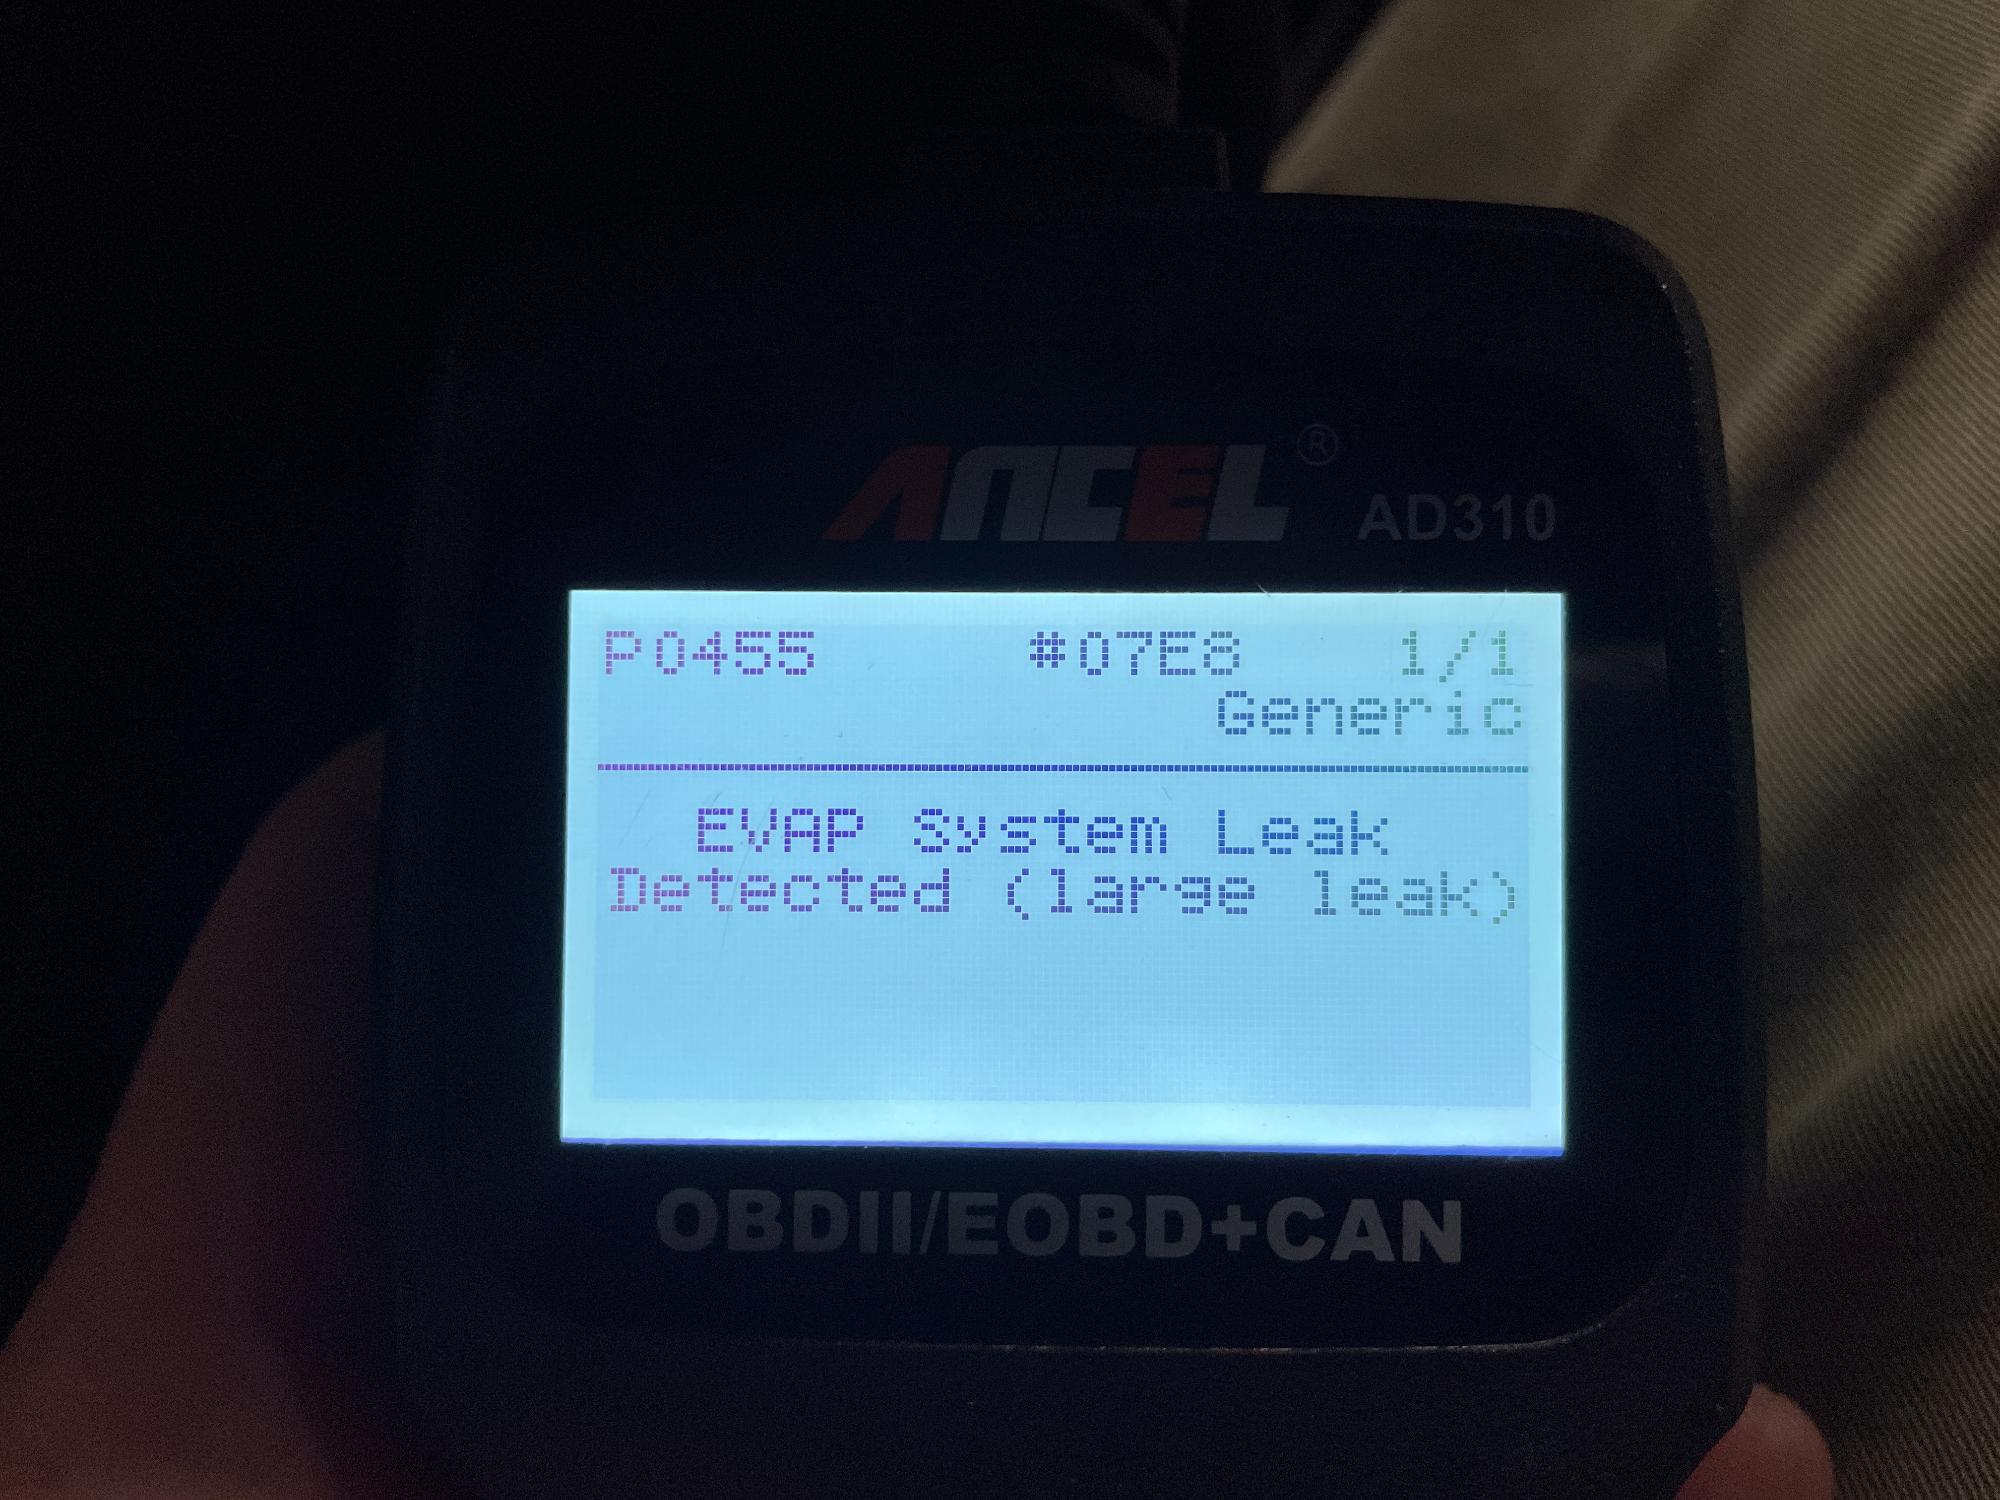 ANCEL® AD310
P0455 #07E8 1/1
Generic
EVAP System Leak
Detected (large leak)
OBDII/EOBD+CAN